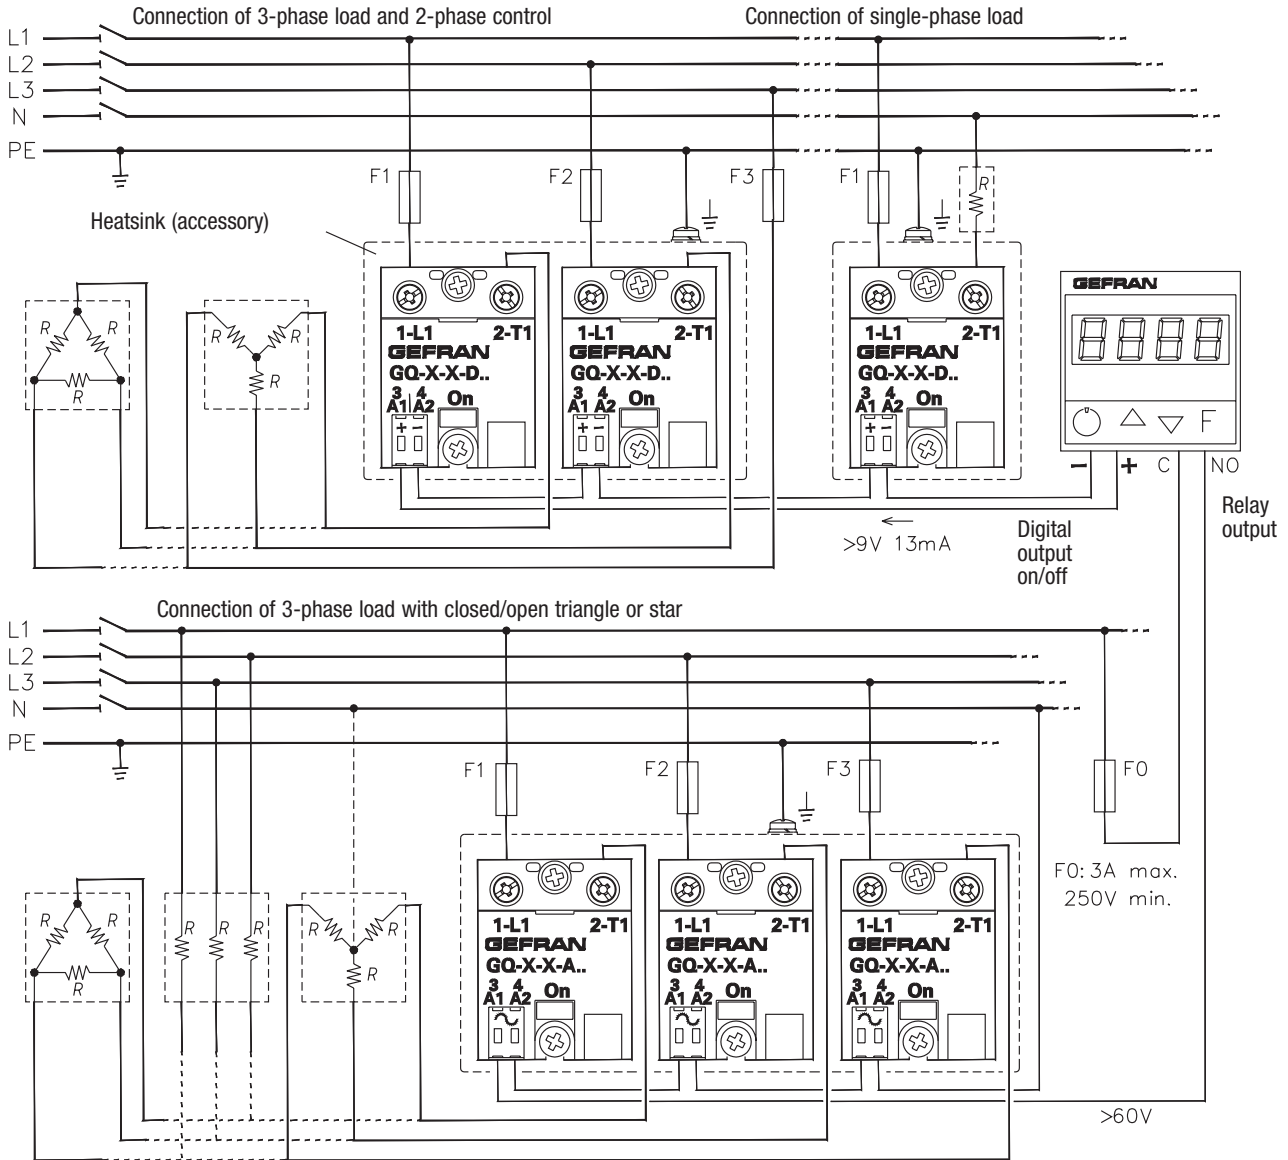 Connection of 3-phase load and 2-phase control
Connection of single-phase load
L1
L2
L3
N
PE
F1
F2
F3
F1
R
Heatsink (accessory)
R
R
R
R
R
R
1-L1 2-T1
GEFRAN
GQ-X-X-D..
3 4
A1 A2 On
+ -
1-L1 2-T1
GEFRAN
GQ-X-X-D..
3 4
A1 A2 On
+ -
1-L1 2-T1
GEFRAN
GQ-X-X-D..
3 4
A1 A2 On
+ -
GEFRAN
8888
F
- + C NO
>9V 13mA
Digital
output
on/off
Relay
output
Connection of 3-phase load with closed/open triangle or star
L1
L2
L3
N
PE
F1
F2
F3
F0
F0: 3A max.
250V min.
R
R
R
R
R
R
R
R
R
1-L1 2-T1
GEFRAN
GQ-X-X-A..
3 4
A1 A2 On
1-L1 2-T1
GEFRAN
GQ-X-X-A..
3 4
A1 A2 On
1-L1 2-T1
GEFRAN
GQ-X-X-A..
3 4
A1 A2 On
>60V